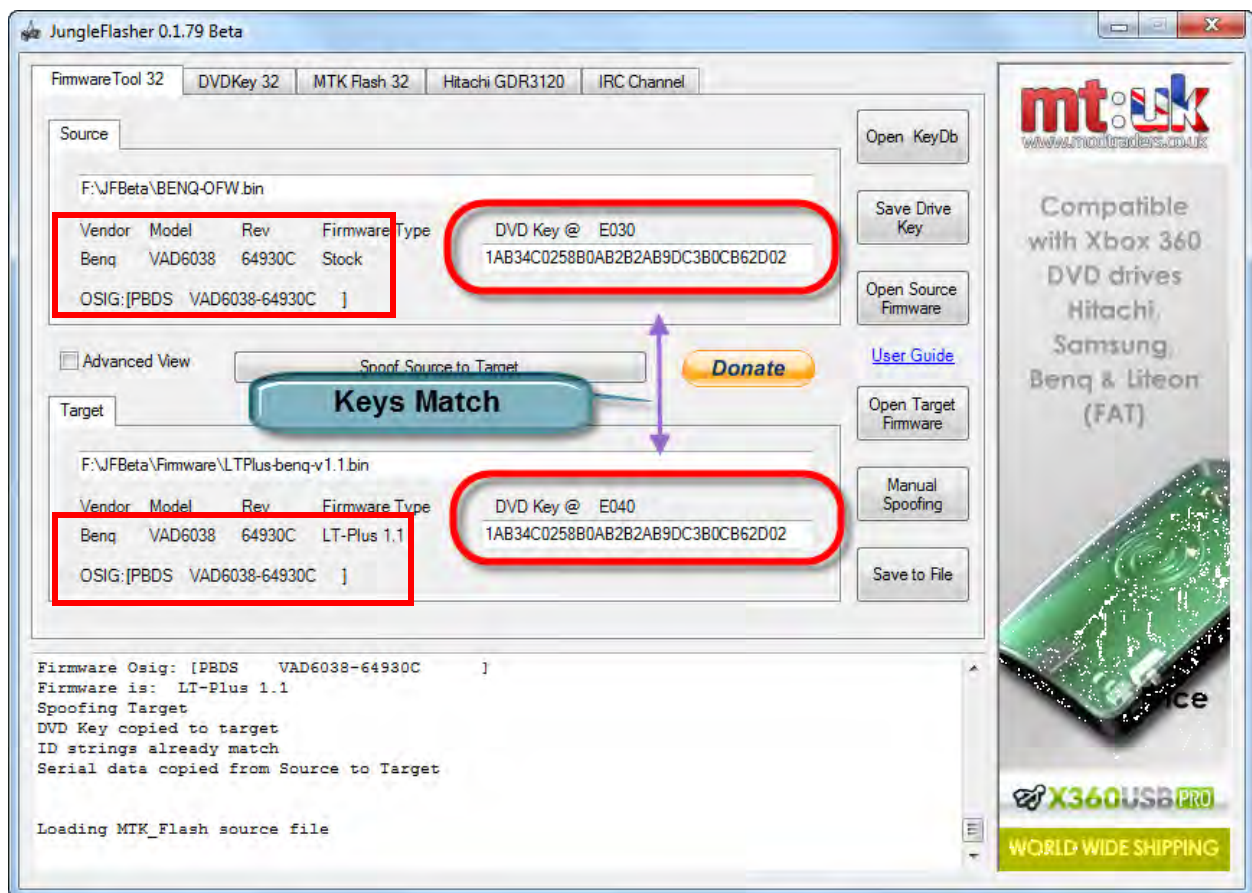 JungleFlasher 0.1.79 Beta
FirmwareTool 32 DVDKey 32 MTK Flash 32 Hitachi GDR3120 IRC Channel
Source
F:\JFBeta\BENQ-OFW.bin
Vendor Model Rev Firmware Type DVD Key @ E030
Benq VAD6038 64930C Stock 1AB34C0258B0AB2B2AB9DC3B0CB62D02
OSIG:[PBDS VAD6038-64930C ]
Advanced View Spoof Source to Target Donate
Keys Match
Target
F:\JFBeta\Firmware\LTPlus-benq-v1.1.bin
Vendor Model Rev Firmware Type DVD Key @ E040
Benq VAD6038 64930C LT-Plus 1.1 1AB34C0258B0AB2B2AB9DC3B0CB62D02
OSIG:[PBDS VAD6038-64930C ]
Open KeyDb
Save Drive
Key
Open Source
Firmware
User Guide
Open Target
Firmware
Manual
Spoofing
Save to File
Firmware Osig: [PBDS VAD6038-64930C ]
Firmware is: LT-Plus 1.1
Spoofing Target
DVD Key copied to target
ID strings already match
Serial data copied from Source to Target
Loading MTK_Flash source file
mt:uk
www.modtraders.co.uk
Compatible
with Xbox 360
DVD drives
Hitachi,
Samsung,
Benq & Liteon
(FAT)
X360USB PRO
WORLD WIDE SHIPPING